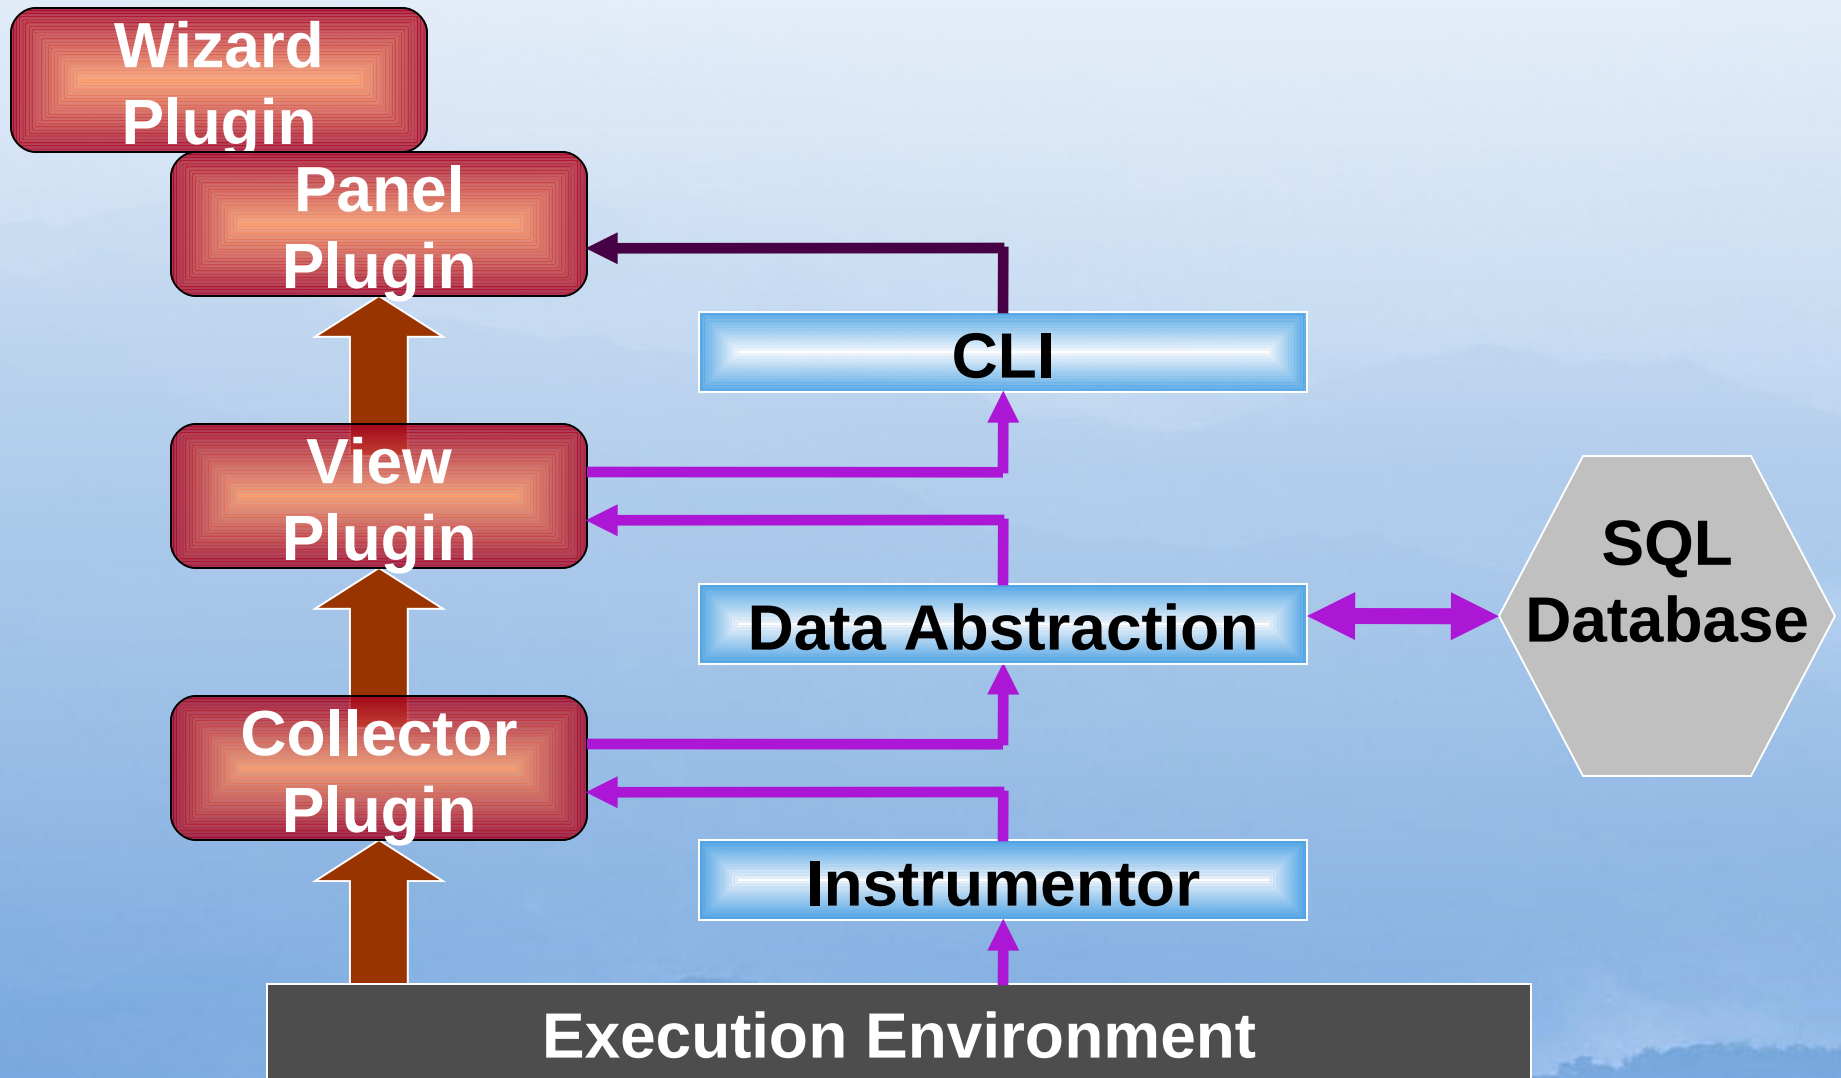 Wizard
Plugin
Panel
Plugin
CLI
View
Plugin
SQL
Database
Data Abstraction
Collector
Plugin
Instrumentor
Execution Environment